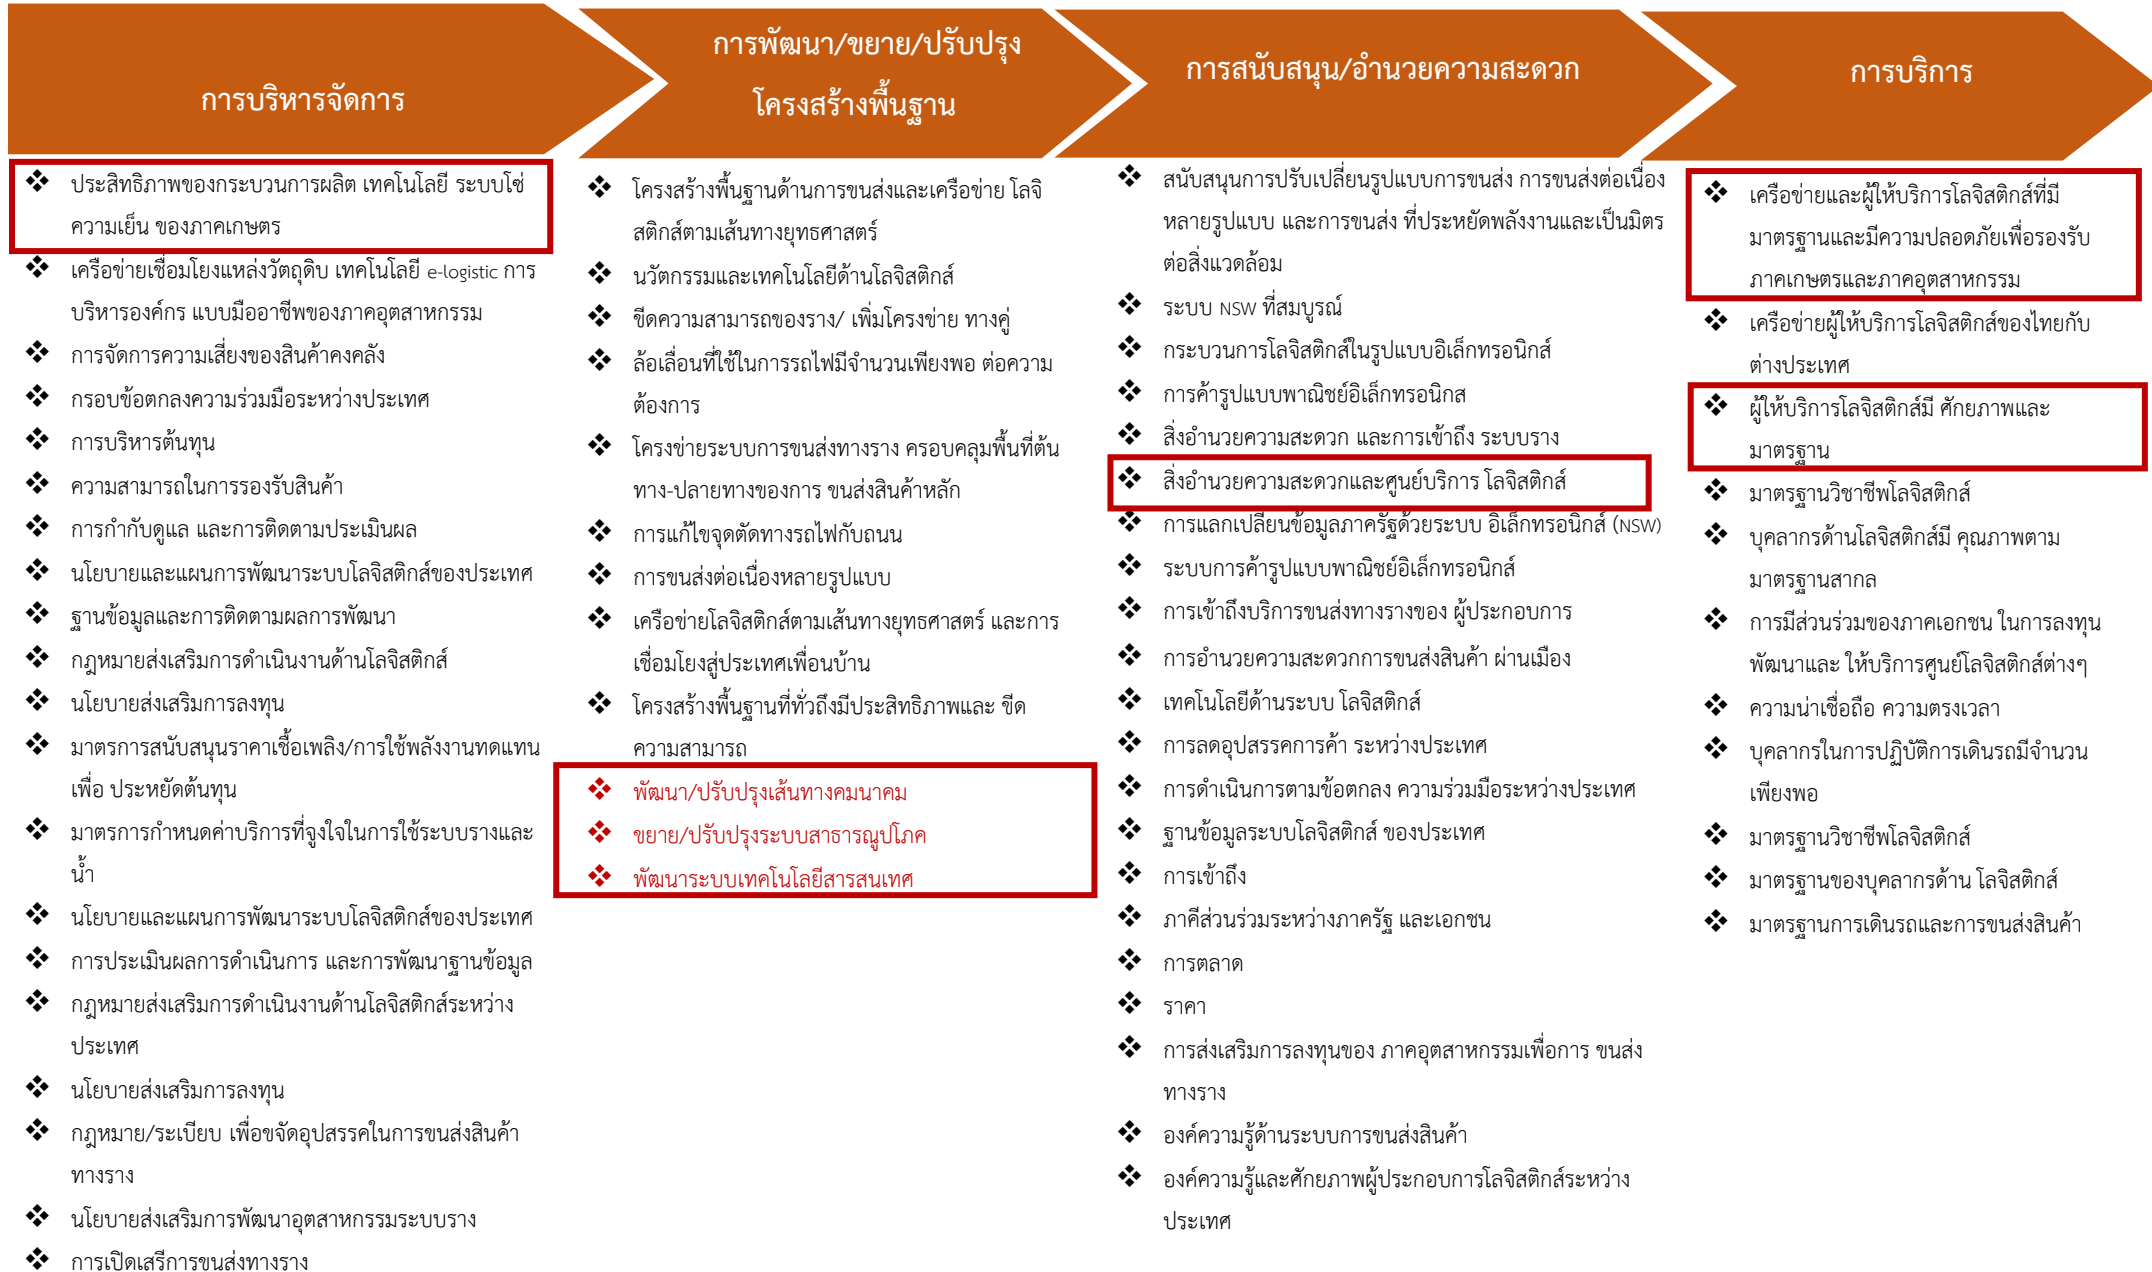 การบริหารจัดการ
ประสิทธิภาพของกระบวนการผลิต เทคโนโลยี ระบบโซ่
ความเย็น ของภาคเกษตร
เครือข่ายเชื่อมโยงแหล่งวัตถุดิบ เทคโนโลยี e-logistic การ
บริหารองค์กร แบบมืออาชีพของภาคอุตสาหกรรม
การจัดการความเสี่ยงของสินค้าคงคลัง
กรอบข้อตกลงความร่วมมือระหว่างประเทศ
การบริหารต้นทุน
ความสามารถในการรองรับสินค้า
การกำกับดูแล และการติดตามประเมินผล
นโยบายและแผนการพัฒนาระบบโลจิสติกส์ของประเทศ
ฐานข้อมูลและการติดตามผลการพัฒนา
กฎหมายส่งเสริมการดำเนินงานด้านโลจิสติกส์
นโยบายส่งเสริมการลงทุน
มาตรการสนับสนุนราคาเชื้อเพลิง/การใช้พลังงานทดแทน
เพื่อ ประหยัดต้นทุน
มาตรการกำหนดค่าบริการที่จูงใจในการใช้ระบบรางและ
น้ำ
นโยบายและแผนการพัฒนาระบบโลจิสติกส์ของประเทศ
การประเมินผลการดำเนินการ และการพัฒนาฐานข้อมูล
กฎหมายส่งเสริมการดำเนินงานด้านโลจิสติกส์ระหว่าง
ประเทศ
นโยบายส่งเสริมการลงทุน
กฎหมาย/ระเบียบ เพื่อขจัดอุปสรรคในการขนส่งสินค้า
ทางราง
นโยบายส่งเสริมการพัฒนาอุตสาหกรรมระบบราง
การเปิดเสรีการขนส่งทางราง
การพัฒนา/ขยาย/ปรับปรุง
โครงสร้างพื้นฐาน
โครงสร้างพื้นฐานด้านการขนส่งและเครือข่าย โลจิ
สติกส์ตามเส้นทางยุทธศาสตร์
นวัตกรรมและเทคโนโลยีด้านโลจิสติกส์
ขีดความสามารถของราง/ เพิ่มโครงข่าย ทางคู่
ล้อเลื่อนที่ใช้ในการรถไฟมีจำนวนเพียงพอ ต่อความ
ต้องการ
โครงข่ายระบบการขนส่งทางราง ครอบคลุมพื้นที่ต้น
ทาง-ปลายทางของการ ขนส่งสินค้าหลัก
การแก้ไขจุดตัดทางรถไฟกับถนน
การขนส่งต่อเนื่องหลายรูปแบบ
เครือข่ายโลจิสติกส์ตามเส้นทางยุทธศาสตร์ และการ
เชื่อมโยงสู่ประเทศเพื่อนบ้าน
โครงสร้างพื้นฐานที่ทั่วถึงมีประสิทธิภาพและ ขีด
ความสามารถ
พัฒนา/ปรับปรุงเส้นทางคมนาคม
ขยาย/ปรับปรุงระบบสาธารณูปโภค
พัฒนาระบบเทคโนโลยีสารสนเทศ
การสนับสนุน/อำนวยความสะดวก
สนับสนุนการปรับเปลี่ยนรูปแบบการขนส่ง การขนส่งต่อเนื่อง
หลายรูปแบบ และการขนส่ง ที่ประหยัดพลังงานและเป็นมิตร
ต่อสิ่งแวดล้อม
ระบบ NSW ที่สมบูรณ์
กระบวนการโลจิสติกส์ในรูปแบบอิเล็กทรอนิกส์
การค้ารูปแบบพาณิชย์อิเล็กทรอนิกส
สิ่งอำนวยความสะดวก และการเข้าถึง ระบบราง
สิ่งอำนวยความสะดวกและศูนย์บริการ โลจิสติกส์
การแลกเปลี่ยนข้อมูลภาครัฐด้วยระบบ อิเล็กทรอนิกส์ (NSW)
ระบบการค้ารูปแบบพาณิชย์อิเล็กทรอนิกส์
การเข้าถึงบริการขนส่งทางรางของ ผู้ประกอบการ
การอำนวยความสะดวกการขนส่งสินค้า ผ่านเมือง
เทคโนโลยีด้านระบบ โลจิสติกส์
การลดอุปสรรคการค้า ระหว่างประเทศ
การดำเนินการตามข้อตกลง ความร่วมมือระหว่างประเทศ
ฐานข้อมูลระบบโลจิสติกส์ ของประเทศ
การเข้าถึง
ภาคีส่วนร่วมระหว่างภาครัฐ และเอกชน
การตลาด
ราคา
การส่งเสริมการลงทุนของ ภาคอุตสาหกรรมเพื่อการ ขนส่ง
ทางราง
องค์ความรู้ด้านระบบการขนส่งสินค้า
องค์ความรู้และศักยภาพผู้ประกอบการโลจิสติกส์ระหว่าง
ประเทศ
การบริการ
เครือข่ายและผู้ให้บริการโลจิสติกส์ที่มี
มาตรฐานและมีความปลอดภัยเพื่อรองรับ
ภาคเกษตรและภาคอุตสาหกรรม
เครือข่ายผู้ให้บริการโลจิสติกส์ของไทยกับ
ต่างประเทศ
ผู้ให้บริการโลจิสติกส์มี ศักยภาพและ
มาตรฐาน
มาตรฐานวิชาชีพโลจิสติกส์
บุคลากรด้านโลจิสติกส์มี คุณภาพตาม
มาตรฐานสากล
การมีส่วนร่วมของภาคเอกชน ในการลงทุน
พัฒนาและ ให้บริการศูนย์โลจิสติกส์ต่างๆ
ความน่าเชื่อถือ ความตรงเวลา
บุคลากรในการปฏิบัติการเดินรถมีจำนวน
เพียงพอ
มาตรฐานวิชาชีพโลจิสติกส์
มาตรฐานของบุคลากรด้าน โลจิสติกส์
มาตรฐานการเดินรถและการขนส่งสินค้า